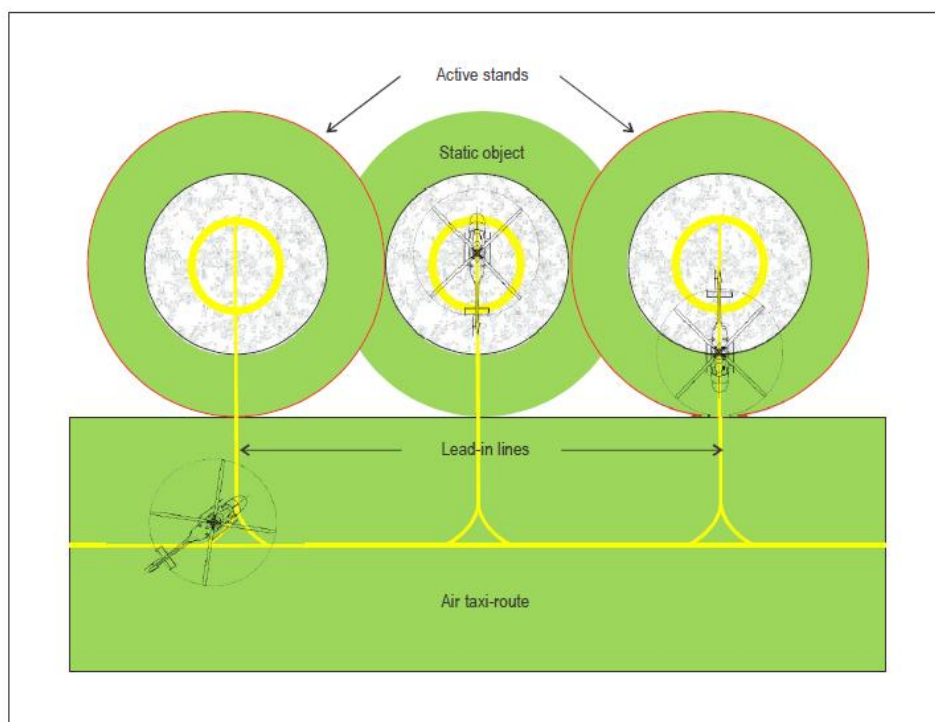 Active stands
Static object
Lead-in lines
Air taxi-route